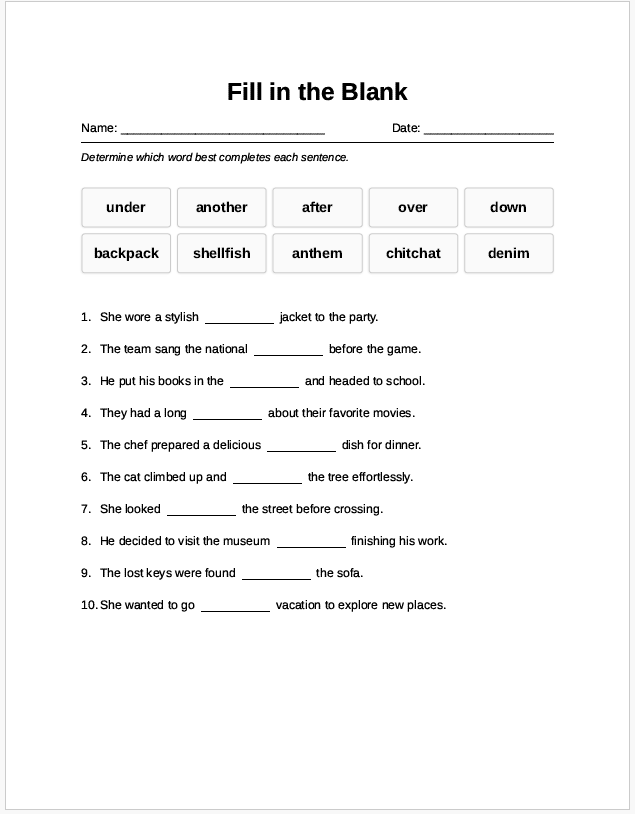 Fill in the Blank
Name: ______________________________ Date: ___________________
Determine which word best completes each sentence.
under another after over down
backpack shellfish anthem chitchat denim
1. She wore a stylish __________ jacket to the party.
2. The team sang the national __________ before the game.
3. He put his books in the __________ and headed to school.
4. They had a long __________ about their favorite movies.
5. The chef prepared a delicious __________ dish for dinner.
6. The cat climbed up and __________ the tree effortlessly.
7. She looked __________ the street before crossing.
8. He decided to visit the museum __________ finishing his work.
9. The lost keys were found __________ the sofa.
10. She wanted to go __________ vacation to explore new places.